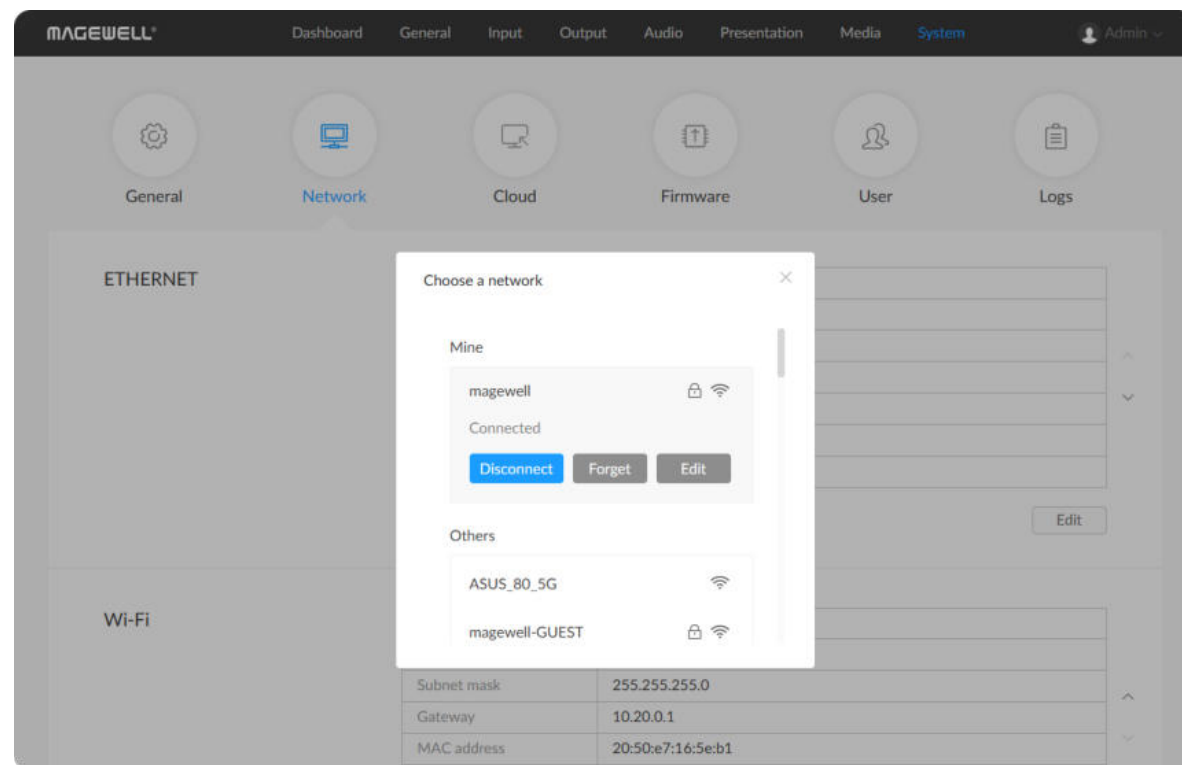 MAGEWELL®
Dashboard General Input Output Audio Presentation Media System Admin
General Network Cloud Firmware User Logs
ETHERNET
Choose a network
Mine
magewell
Connected
Disconnect Forget Edit
Edit
Others
ASUS_80_5G
magewell-GUEST
Wi-Fi
Subnet mask 255.255.255.0
Gateway 10.20.0.1
MAC address 20:50:e7:16:5e:b1